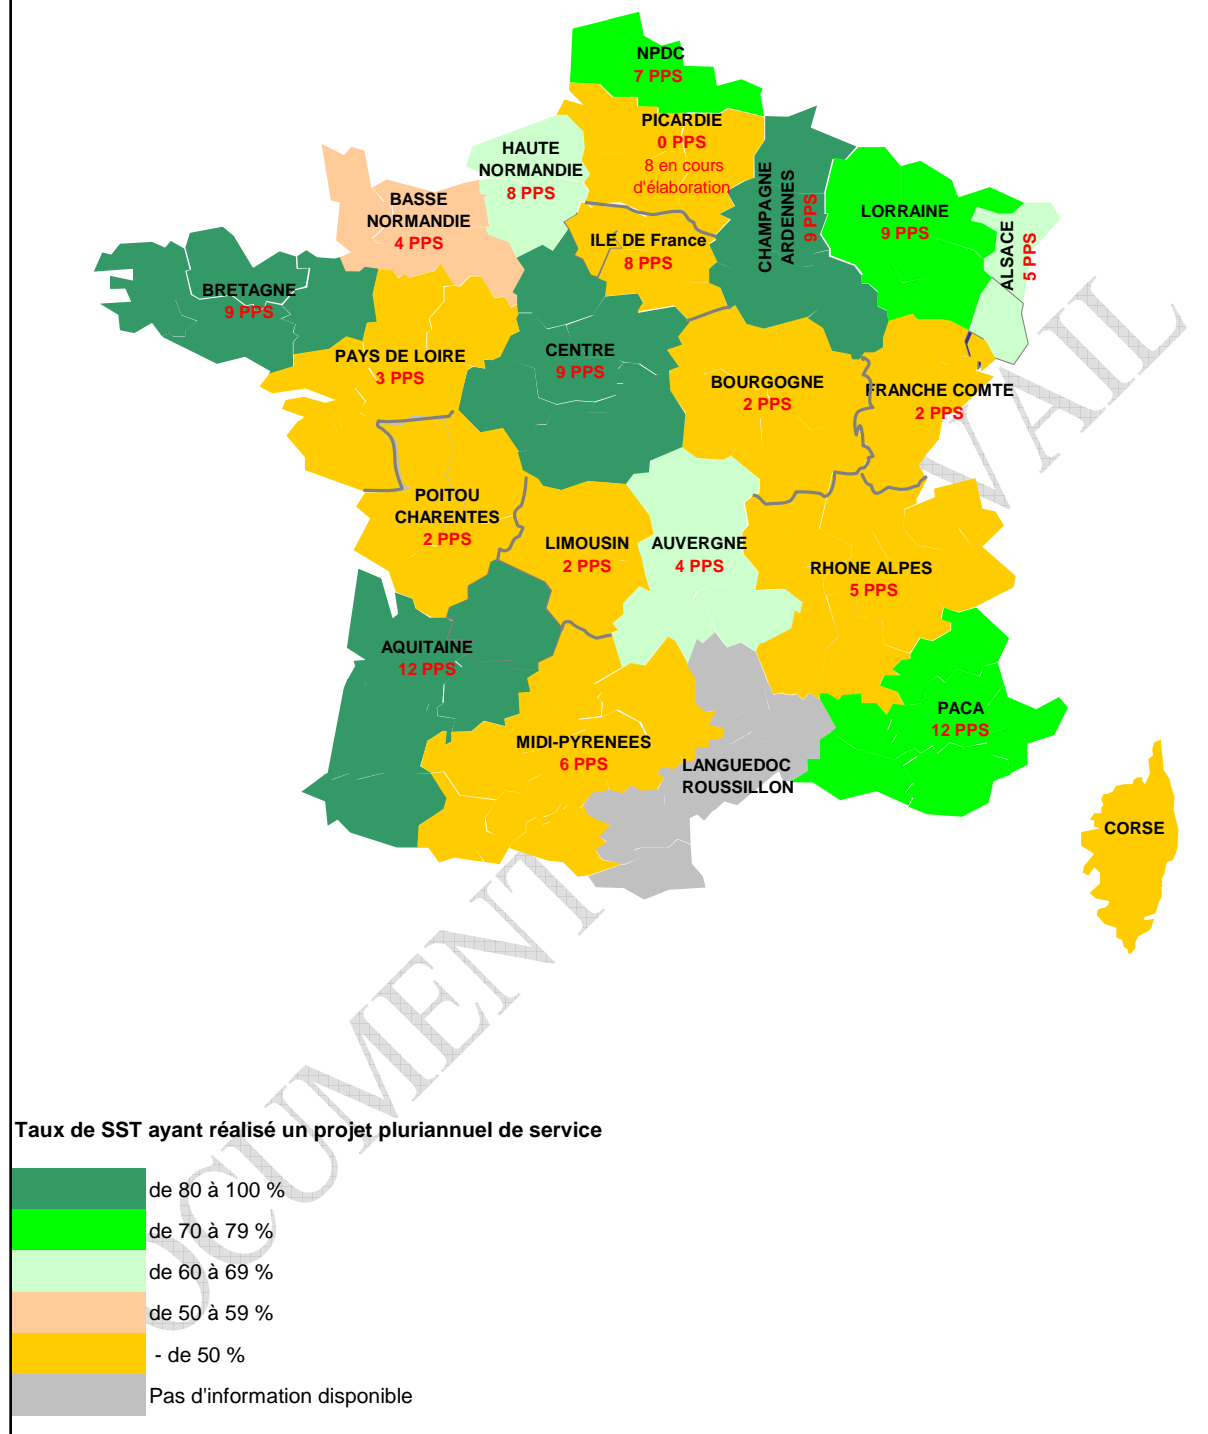 NPDC
7 PPS
PICARDIE
0 PPS
8 en cours
d'élaboration
HAUTE
NORMANDIE
8 PPS
BASSE
NORMANDIE
4 PPS
CHAMPAGNE
ARDENNES
9 PPS
LORRAINE
9 PPS
ALSACE
5 PPS
ILE DE France
8 PPS
BRETAGNE
9 PPS
PAYS DE LOIRE
3 PPS
CENTRE
9 PPS
BOURGOGNE
2 PPS
FRANCHE COMTE
2 PPS
POITOU
CHARENTES
2 PPS
LIMOUSIN
2 PPS
AUVERGNE
4 PPS
RHONE ALPES
5 PPS
AQUITAINE
12 PPS
MIDI-PYRENEES
6 PPS
LANGUEDOC
ROUSSILLON
PACA
12 PPS
CORSE
DOCUMENT
VAIL
Taux de SST ayant réalisé un projet pluriannuel de service
de 80 à 100 %
de 70 à 79 %
de 60 à 69 %
de 50 à 59 %
- de 50 %
Pas d'information disponible